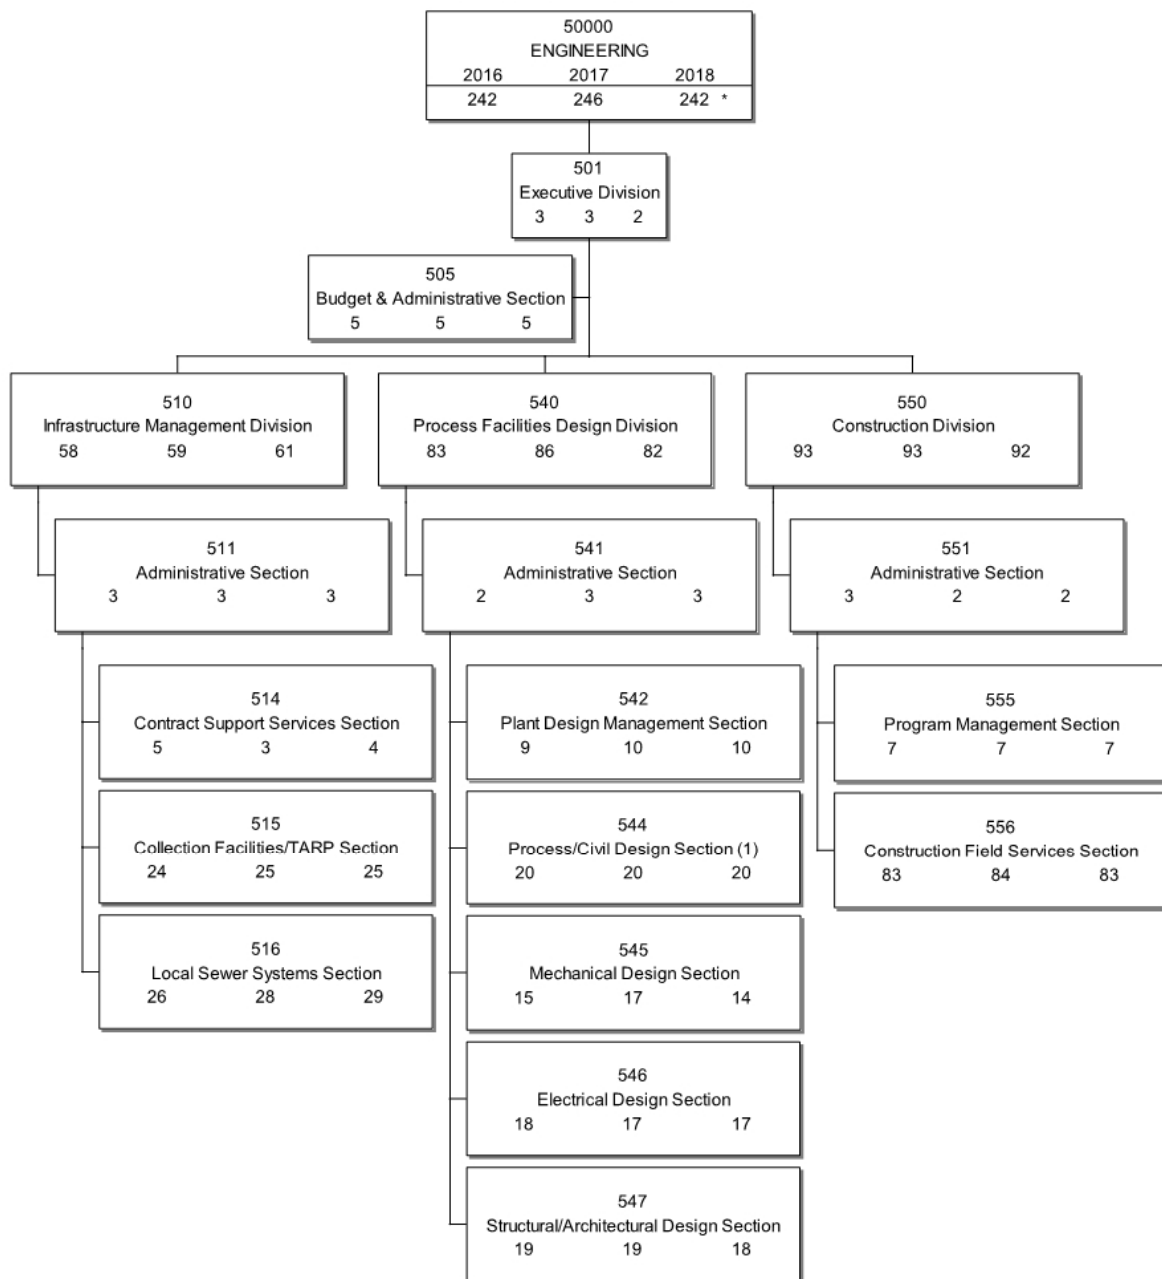 50000
ENGINEERING
2016 2017 2018
242 246 242 *
501
Executive Division
3 3 2
505
Budget & Administrative Section
5 5 5
510
Infrastructure Management Division
58 59 61
540
Process Facilities Design Division
83 86 82
550
Construction Division
93 93 92
511
Administrative Section
3 3 3
541
Administrative Section
2 3 3
551
Administrative Section
3 2 2
514
Contract Support Services Section
5 3 4
542
Plant Design Management Section
9 10 10
555
Program Management Section
7 7 7
515
Collection Facilities/TARP Section
24 25 25
544
Process/Civil Design Section (1)
20 20 20
556
Construction Field Services Section
83 84 83
516
Local Sewer Systems Section
26 28 29
545
Mechanical Design Section
15 17 14
546
Electrical Design Section
18 17 17
547
Structural/Architectural Design Section
19 19 18